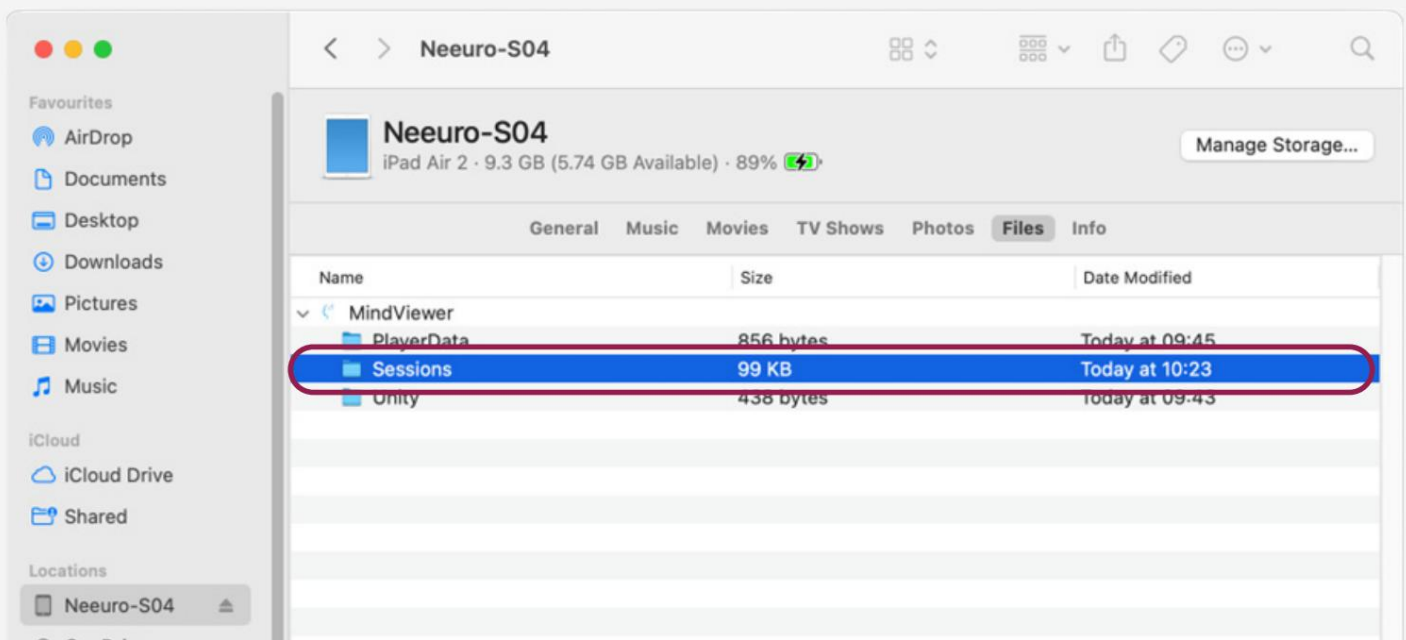 Neeuro-S04
Favourites
AirDrop
Documents
Desktop
Downloads
Pictures
Movies
Music
iCloud
iCloud Drive
Shared
Locations
Neeuro-S04
Neeuro-S04
iPad Air 2 · 9.3 GB (5.74 GB Available) · 89%
Manage Storage...
General Music Movies TV Shows Photos Files Info
Name Size Date Modified
MindViewer
PlayerData 856 bytes Today at 09:45
Sessions 99 KB Today at 10:23
Unity 438 bytes Today at 09:43